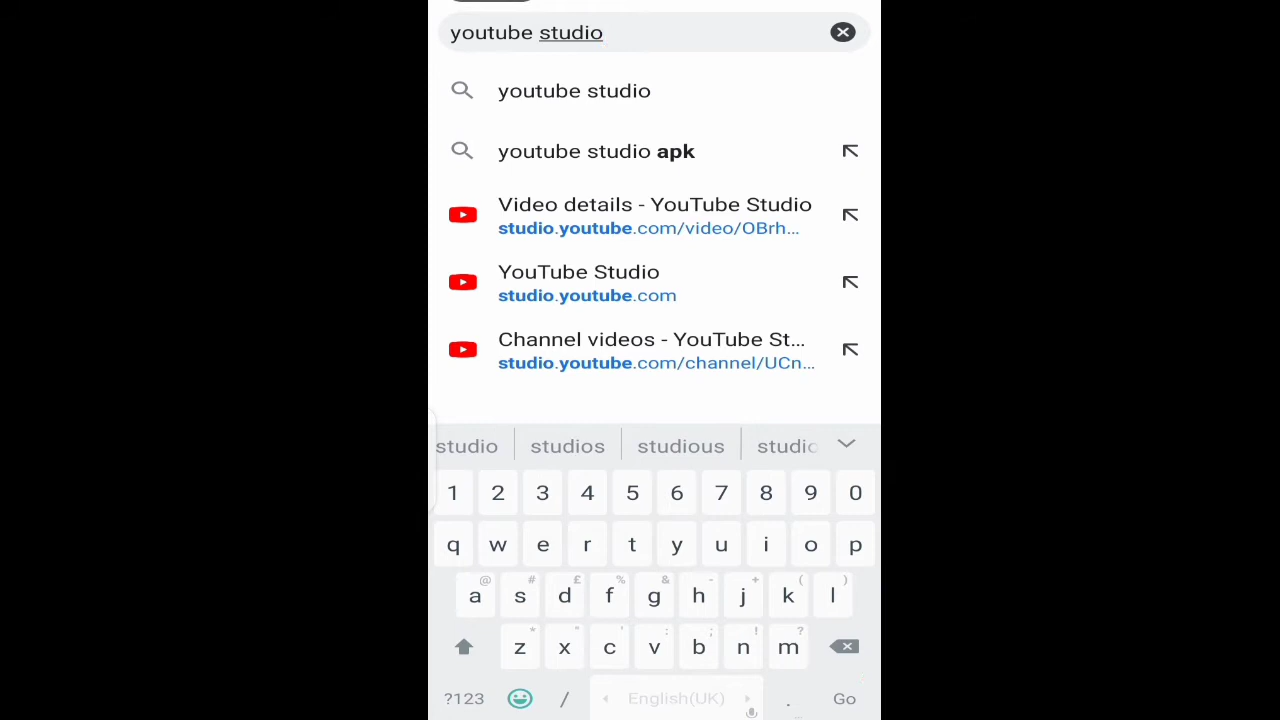 youtube studio
youtube studio
youtube studio apk
Video details - YouTube Studio
studio.youtube.com/video/OBrh...
YouTube Studio
studio.youtube.com
Channel videos - YouTube St...
studio.youtube.com/channel/UCn...
studio studios studious studio
1 2 3 4 5 6 7 8 9 0
q w e r t y u i o p
@ # £ % & - + ( )
a s d f g h j k l
* " ' : ; ! ?
z x c v b n m
?123 / English(UK) . Go